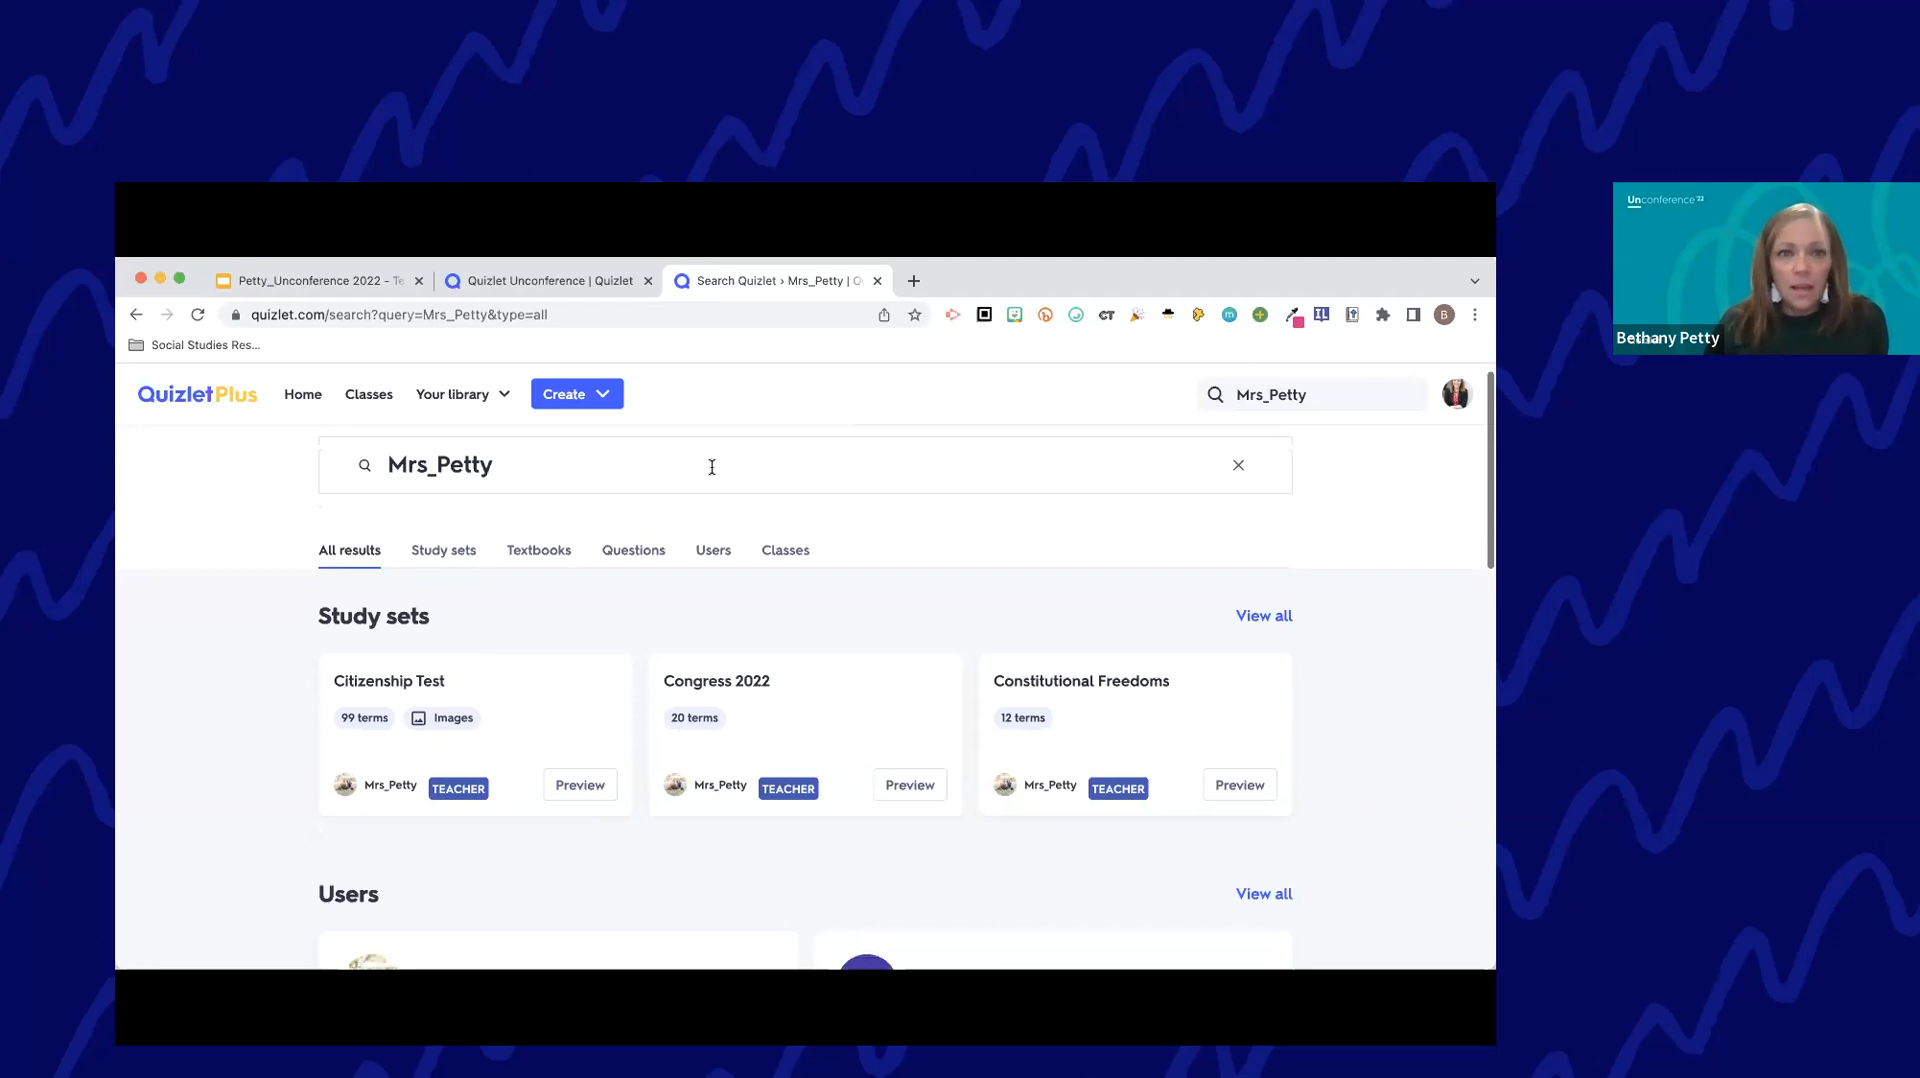 Petty_Unconference 2022 - Te
Quizlet Unconference | Quizlet
Search Quizlet › Mrs_Petty | Q
quizlet.com/search?query=Mrs_Petty&type=all
CT
m
IL
B
Social Studies Res...
QuizletPlus
Home
Classes
Your library
Create
Mrs_Petty
Mrs_Petty
All results
Study sets
Textbooks
Questions
Users
Classes
Study sets
View all
Citizenship Test
99 terms
Images
Mrs_Petty
TEACHER
Preview
Congress 2022
20 terms
Mrs_Petty
TEACHER
Preview
Constitutional Freedoms
12 terms
Mrs_Petty
TEACHER
Preview
Users
View all
Unconference '22
Bethany Petty